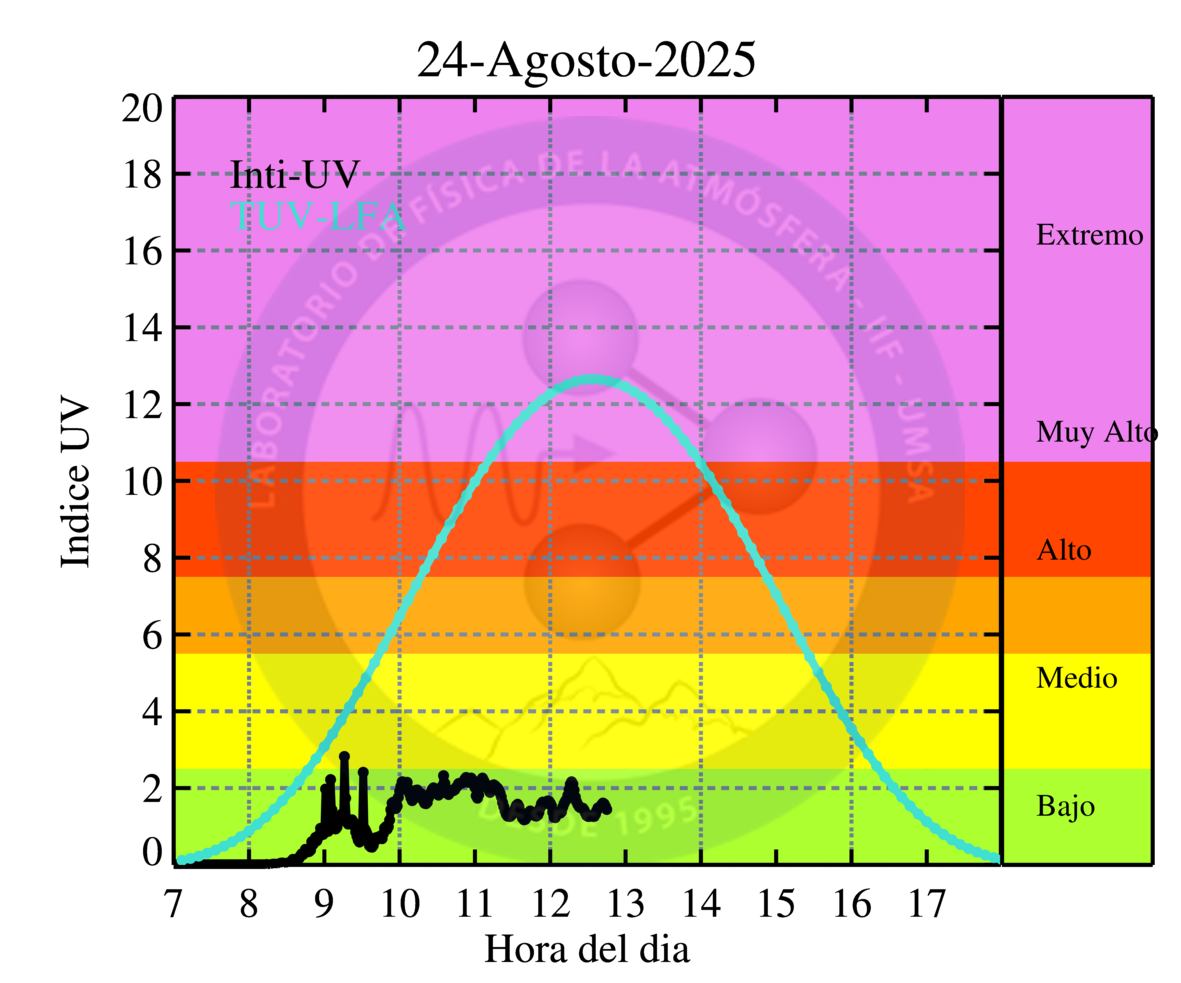 24-Agosto-2025
20
18
16
14
12
10
8
6
4
2
0
Indice UV
Inti-UV
TUV-LFA
LABORATORIO DE FÍSICA DE LA ATMÓSFERA - IIF - UMSA
DESDE 1995
Extremo
Muy Alto
Alto
Medio
Bajo
7 8 9 10 11 12 13 14 15 16 17
Hora del dia